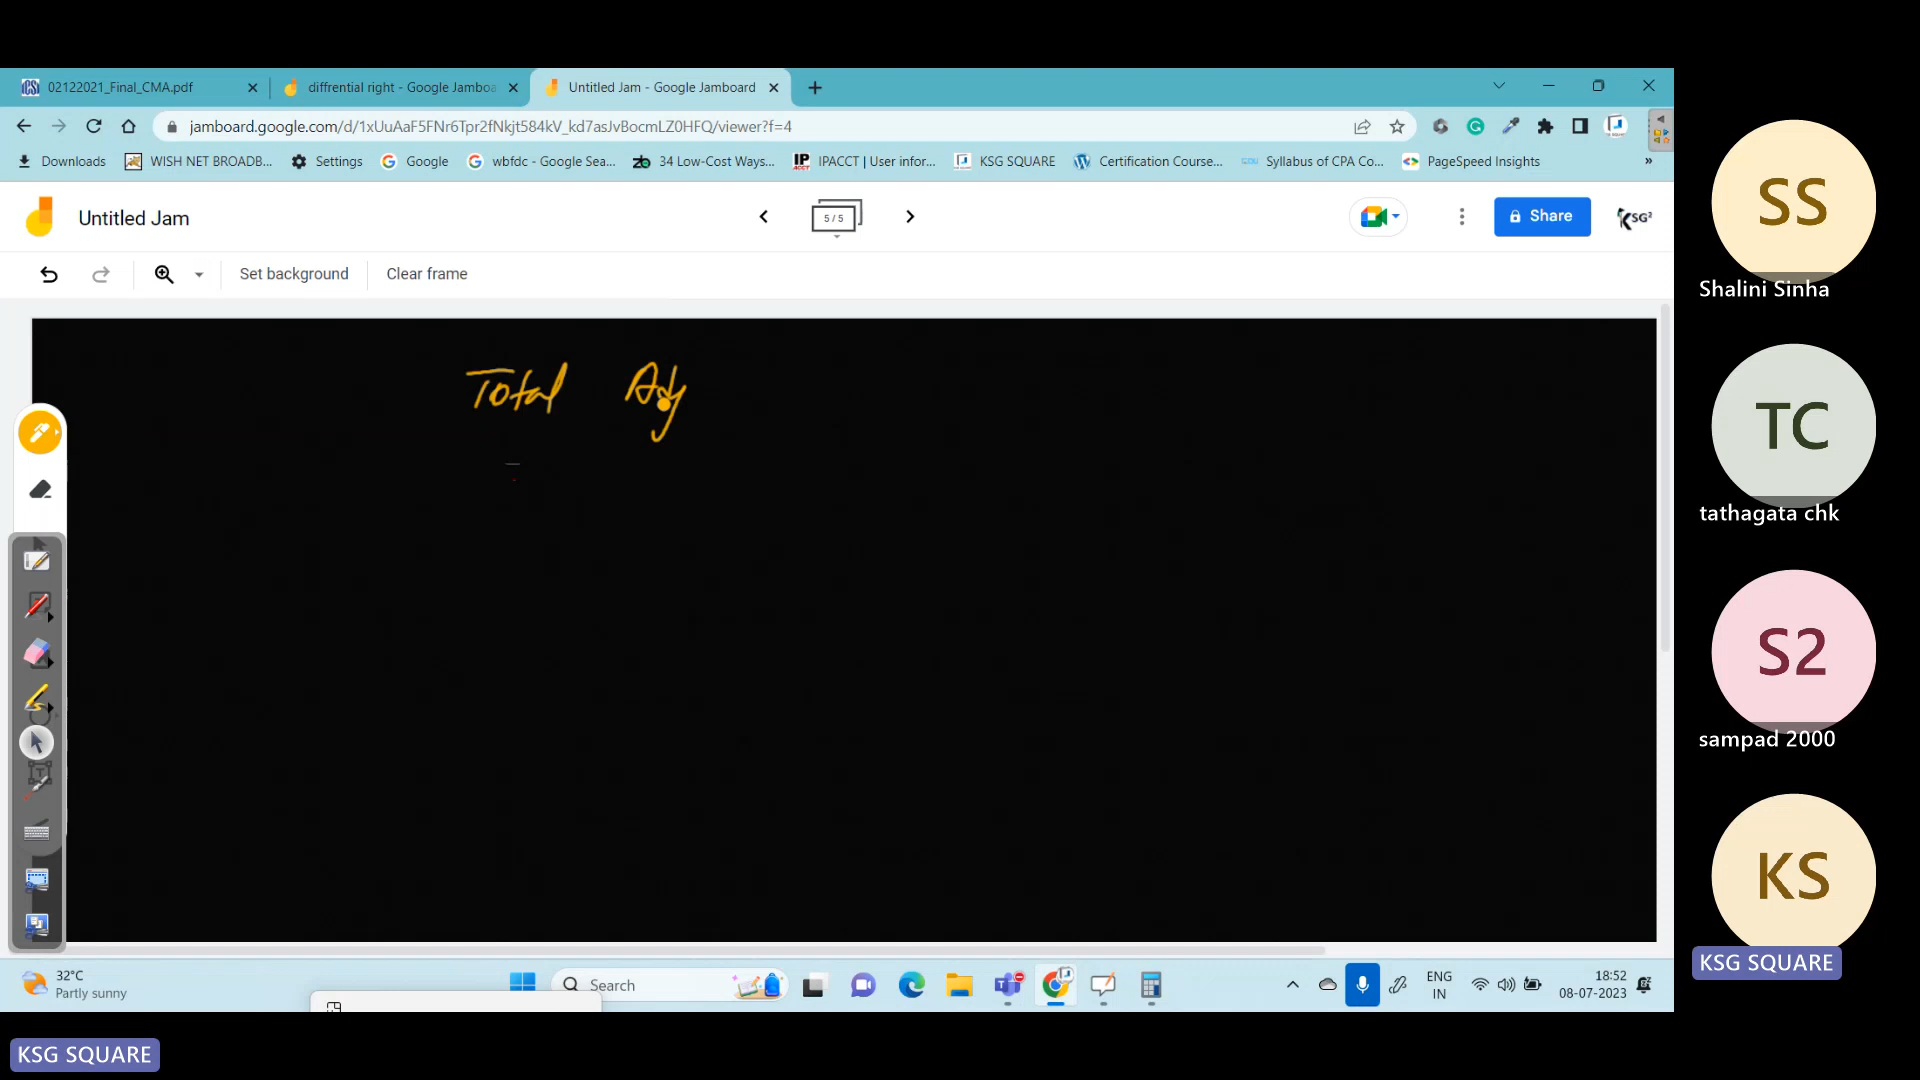 02122021_Final_CMA.pdf
diffrential right - Google Jamboa
Untitled Jam - Google Jamboard
jamboard.google.com/d/1xUuAaF5FNr6Tpr2fNkjt584kV_kd7asJvBocmLZ0HFQ/viewer?f=4
Downloads
WISH NET BROADB...
Settings
Google
wbfdc - Google Sea...
34 Low-Cost Ways...
IPACCT | User infor...
KSG SQUARE
Certification Course...
Syllabus of CPA Co...
PageSpeed Insights
»
Untitled Jam
5 / 5
Share
KSG²
Set background
Clear frame
Total Adj
SS
Shalini Sinha
TC
tathagata chk
S2
sampad 2000
KS
KSG SQUARE
32°C
Partly sunny
Search
ENG
IN
18:52
08-07-2023
KSG SQUARE